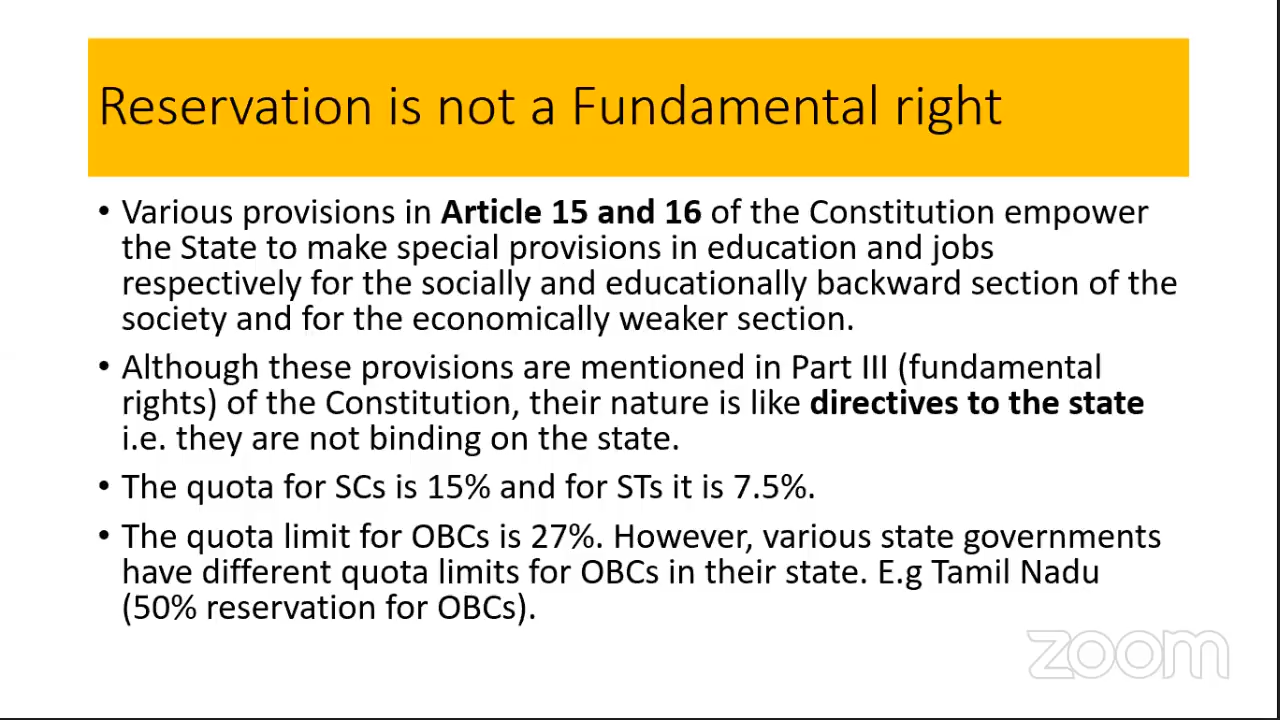 Reservation is not a Fundamental right
• Various provisions in Article 15 and 16 of the Constitution empower
the State to make special provisions in education and jobs
respectively for the socially and educationally backward section of the
society and for the economically weaker section.
• Although these provisions are mentioned in Part III (fundamental
rights) of the Constitution, their nature is like directives to the state
i.e. they are not binding on the state.
• The quota for SCs is 15% and for STs it is 7.5%.
• The quota limit for OBCs is 27%. However, various state governments
have different quota limits for OBCs in their state. E.g Tamil Nadu
(50% reservation for OBCs).
zoom